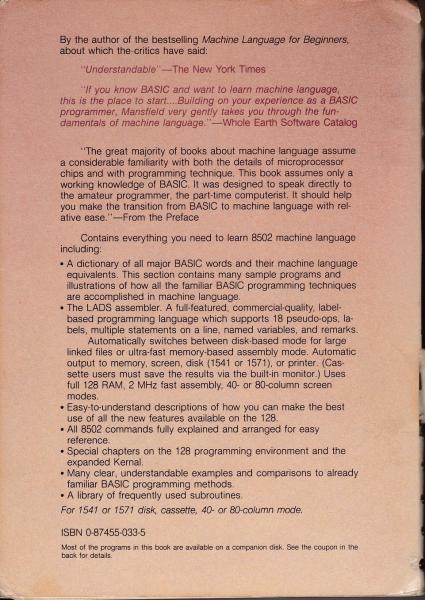 By the author of the bestselling Machine Language for Beginners,
about which the critics have said:
"Understandable"—The New York Times
"If you know BASIC and want to learn machine language,
this is the place to start....Building on your experience as a BASIC
programmer, Mansfield very gently takes you through the fun-
damentals of machine language."—Whole Earth Software Catalog
"The great majority of books about machine language assume
a considerable familiarity with both the details of microprocessor
chips and with programming technique. This book assumes only a
working knowledge of BASIC. It was designed to speak directly to
the amateur programmer, the part-time computerist. It should help
you make the transition from BASIC to machine language with rel-
ative ease."—From the Preface
Contains everything you need to learn 8502 machine language
including:
• A dictionary of all major BASIC words and their machine language
equivalents. This section contains many sample programs and
illustrations of how all the familiar BASIC programming techniques
are accomplished in machine language.
• The LADS assembler. A full-featured, commercial-quality, label-
based programming language which supports 18 pseudo-ops, la-
bels, multiple statements on a line, named variables, and remarks.
Automatically switches between disk-based mode for large
linked files or ultra-fast memory-based assembly mode. Automatic
output to memory, screen, disk (1541 or 1571), or printer. (Cas-
sette users must save the results via the built-in monitor.) Uses
full 128 RAM, 2 MHz fast assembly, 40- or 80-column screen
modes.
• Easy-to-understand descriptions of how you can make the best
use of all the new features available on the 128.
• All 8502 commands fully explained and arranged for easy
reference.
• Special chapters on the 128 programming environment and the
expanded Kernal.
• Many clear, understandable examples and comparisons to already
familiar BASIC programming methods.
• A library of frequently used subroutines.
For 1541 or 1571 disk, cassette, 40- or 80-column mode.
ISBN 0-87455-033-5
Most of the programs in this book are available on a companion disk. See the coupon in the
back for details.